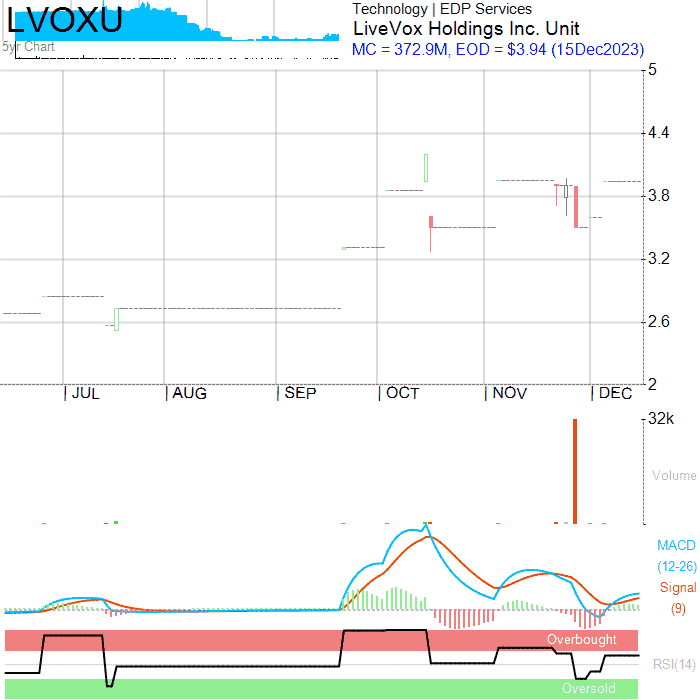 LVOXU
5yr Chart
Technology | EDP Services
LiveVox Holdings Inc. Unit
MC = 372.9M, EOD = $3.94 (15Dec2023)
5
4.4
3.8
3.2
2.6
2
| JUL | AUG | SEP | OCT | NOV | DEC
32k
Volume
MACD
(12-26)
Signal
(9)
Overbought
RSI(14)
Oversold